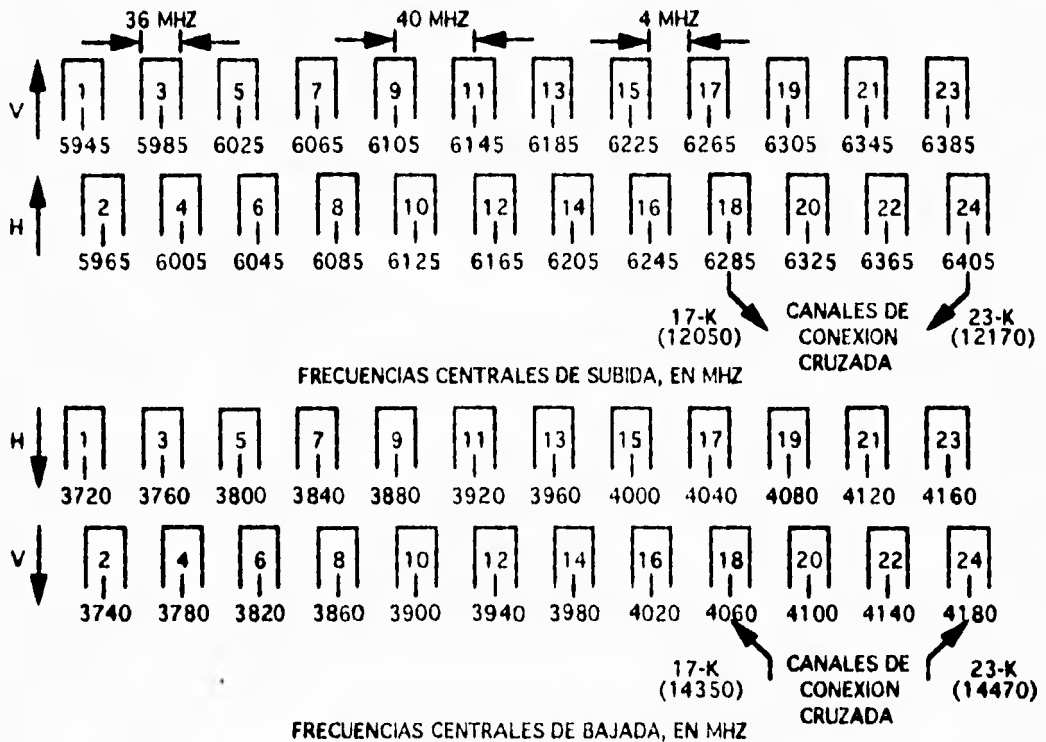 36 MHZ 40 MHZ 4 MHZ
V 1 3 5 7 9 11 13 15 17 19 21 23
5945 5985 6025 6065 6105 6145 6185 6225 6265 6305 6345 6385
H 2 4 6 8 10 12 14 16 18 20 22 24
5965 6005 6045 6085 6125 6165 6205 6245 6285 6325 6365 6405
17-K CANALES DE 23-K
(12050) CONEXION (12170)
CRUZADA
FRECUENCIAS CENTRALES DE SUBIDA, EN MHZ
H 1 3 5 7 9 11 13 15 17 19 21 23
3720 3760 3800 3840 3880 3920 3960 4000 4040 4080 4120 4160
V 2 4 6 8 10 12 14 16 18 20 22 24
3740 3780 3820 3860 3900 3940 3980 4020 4060 4100 4140 4180
17-K CANALES DE 23-K
(14350) CONEXION (14470)
CRUZADA
FRECUENCIAS CENTRALES DE BAJADA, EN MHZ